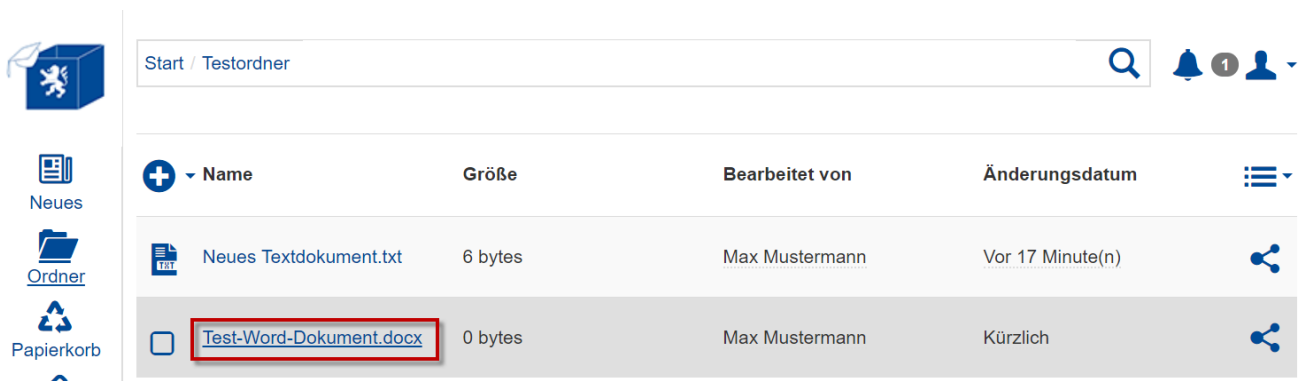 Start / Testordner
1
Neues
Ordner
Papierkorb
Name Größe Bearbeitet von Änderungsdatum
TXT Neues Textdokument.txt 6 bytes Max Mustermann Vor 17 Minute(n)
Test-Word-Dokument.docx 0 bytes Max Mustermann Kürzlich